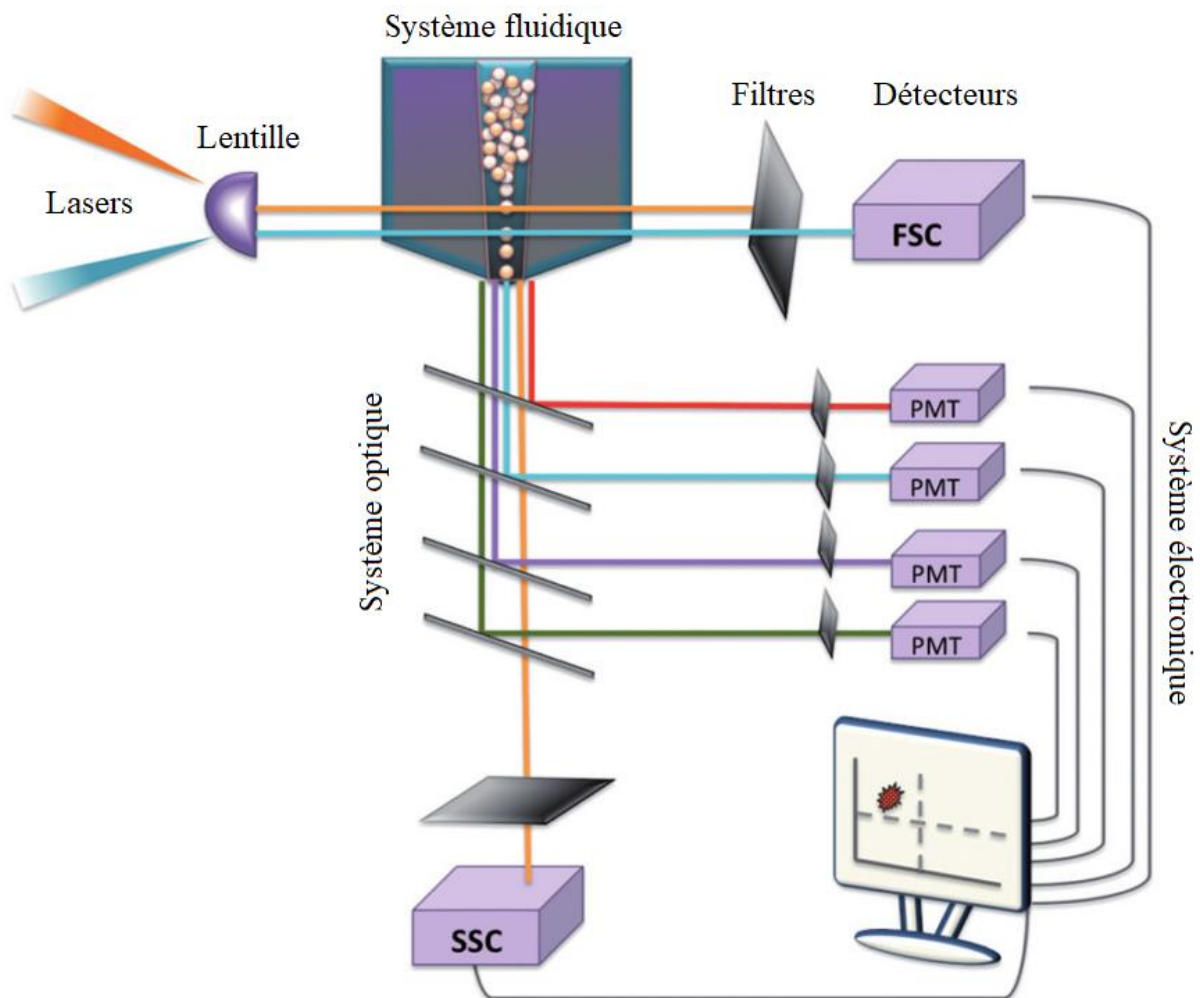 Système fluidique
Filtres
Détecteurs
Lentille
Lasers
FSC
Système optique
PMT
PMT
PMT
PMT
Système électronique
SSC